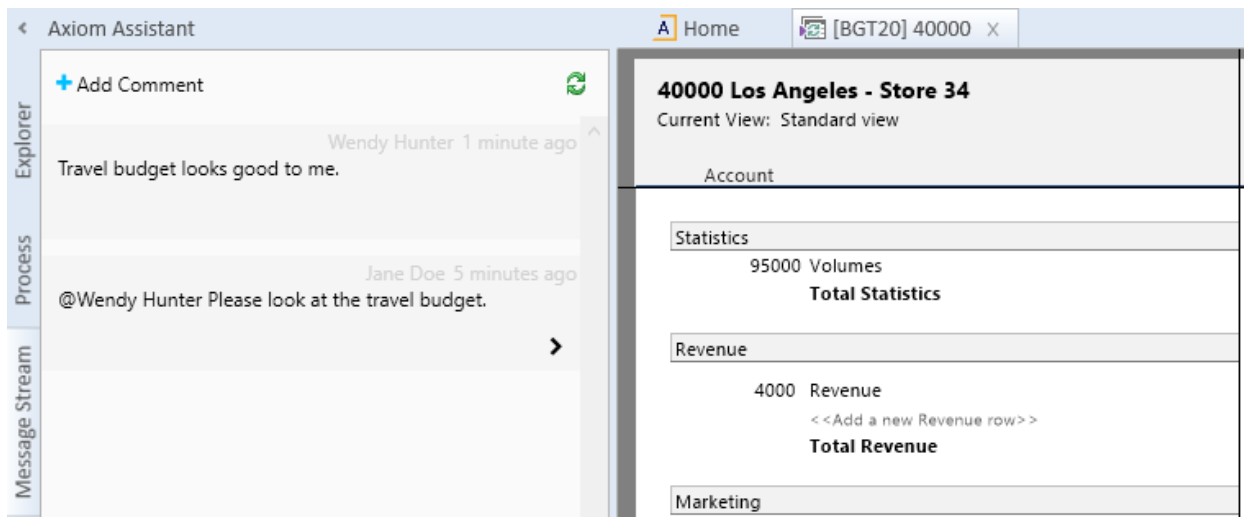 Axiom Assistant
Explorer
Process
Message Stream
Add Comment
Wendy Hunter 1 minute ago
Travel budget looks good to me.
Jane Doe 5 minutes ago
@Wendy Hunter Please look at the travel budget.
A Home
[BGT20] 40000 X
40000 Los Angeles - Store 34
Current View: Standard view
Account
Statistics
95000 Volumes
Total Statistics
Revenue
4000 Revenue
<<Add a new Revenue row>>
Total Revenue
Marketing